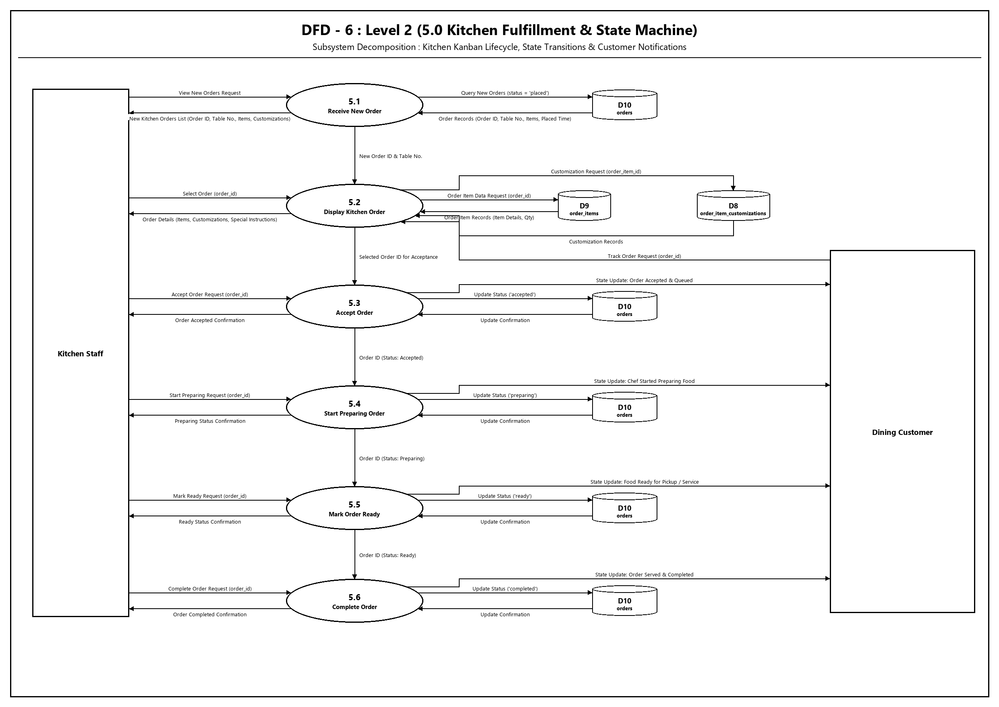 DFD - 6 : Level 2 (5.0 Kitchen Fulfillment & State Machine)
Subsystem Decomposition : Kitchen Kanban Lifecycle, State Transitions & Customer Notifications
View New Orders Request
5.1
Receive New Order
Query New Orders (status = 'placed')
D10
orders
New Kitchen Orders List (Order ID, Table No., Items, Customizations)
Order Records (Order ID, Table No., Items, Placed Time)
New Order ID & Table No.
Customization Request (order_item_id)
Select Order (order_id)
5.2
Display Kitchen Order
Order Item Data Request (order_id)
D9
order_items
D8
order_item_customizations
Order Details (Items, Customizations, Special Instructions)
Order Item Records (Item Details, Qty)
Customization Records
Selected Order ID for Acceptance
Track Order Request (order_id)
State Update: Order Accepted & Queued
Accept Order Request (order_id)
5.3
Accept Order
Update Status ('accepted')
D10
orders
Order Accepted Confirmation
Update Confirmation
Kitchen Staff
Order ID (Status: Accepted)
State Update: Chef Started Preparing Food
Start Preparing Request (order_id)
5.4
Start Preparing Order
Update Status ('preparing')
D10
orders
Preparing Status Confirmation
Update Confirmation
Dining Customer
Order ID (Status: Preparing)
State Update: Food Ready for Pickup / Service
Mark Ready Request (order_id)
5.5
Mark Order Ready
Update Status ('ready')
D10
orders
Ready Status Confirmation
Update Confirmation
Order ID (Status: Ready)
State Update: Order Served & Completed
Complete Order Request (order_id)
5.6
Complete Order
Update Status ('completed')
D10
orders
Order Completed Confirmation
Update Confirmation